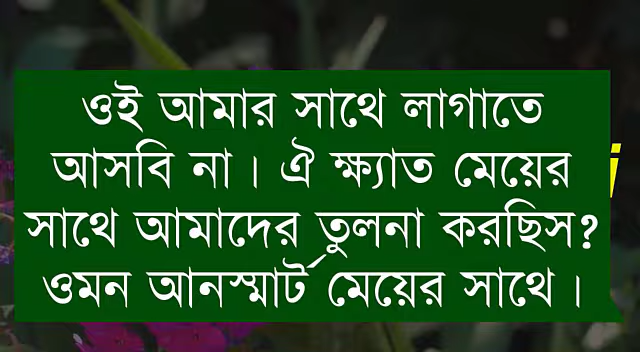 ওই আমার সাথে লাগাতে
আসবি না। ঐ ক্ষ্যাত মেয়ের
সাথে আমাদের তুলনা করছিস?
ওমন আনস্মার্ট মেয়ের সাথে।